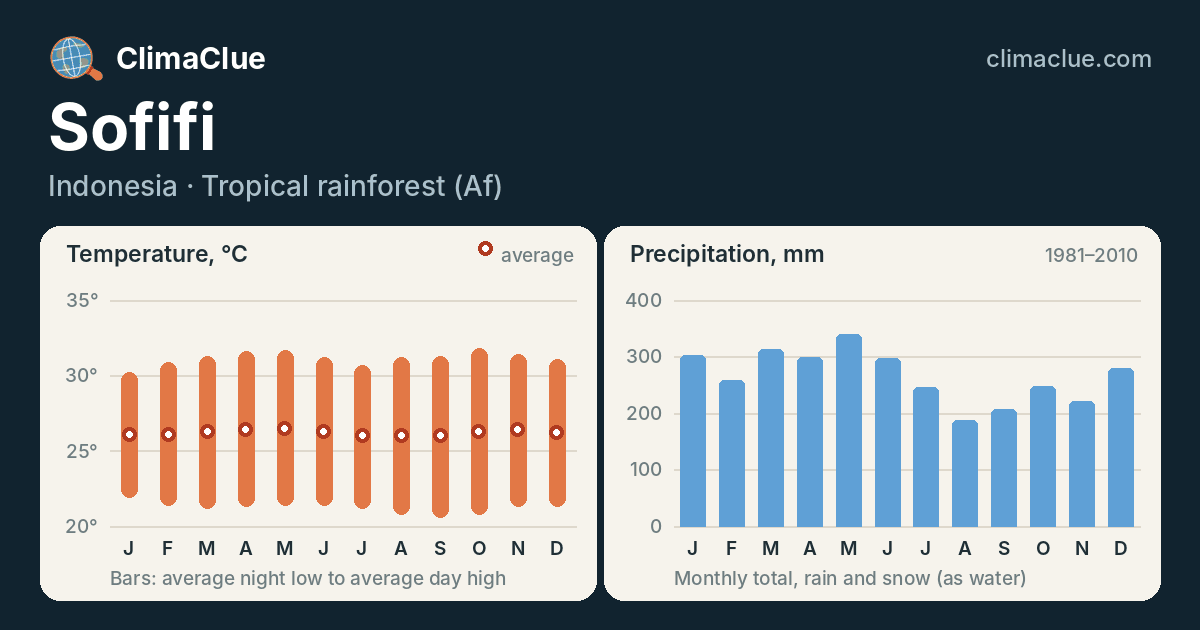 ClimaClue
climaclue.com
Sofifi
Indonesia · Tropical rainforest (Af)
Temperature, °C
average
35°
30°
25°
20°
J F M A M J J A S O N D
Bars: average night low to average day high
Precipitation, mm
1981–2010
400
300
200
100
0
J F M A M J J A S O N D
Monthly total, rain and snow (as water)